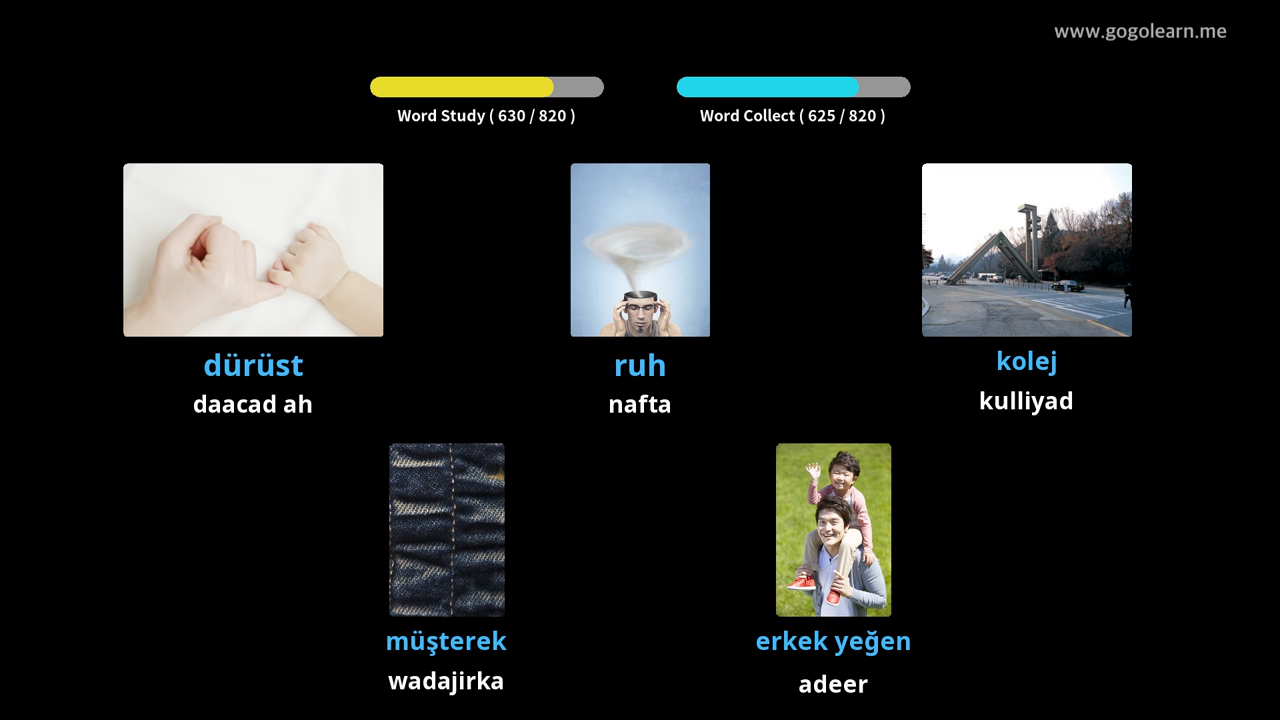 www.gogolearn.me
Word Study ( 630 / 820 )
Word Collect ( 625 / 820 )
dürüst
daacad ah
ruh
nafta
kolej
kulliyad
müşterek
wadajirka
erkek yeğen
adeer